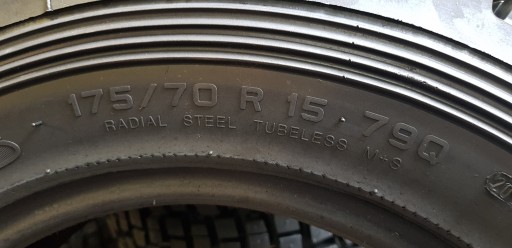 175/70 R 15 79Q
RADIAL STEEL TUBELESS M+S